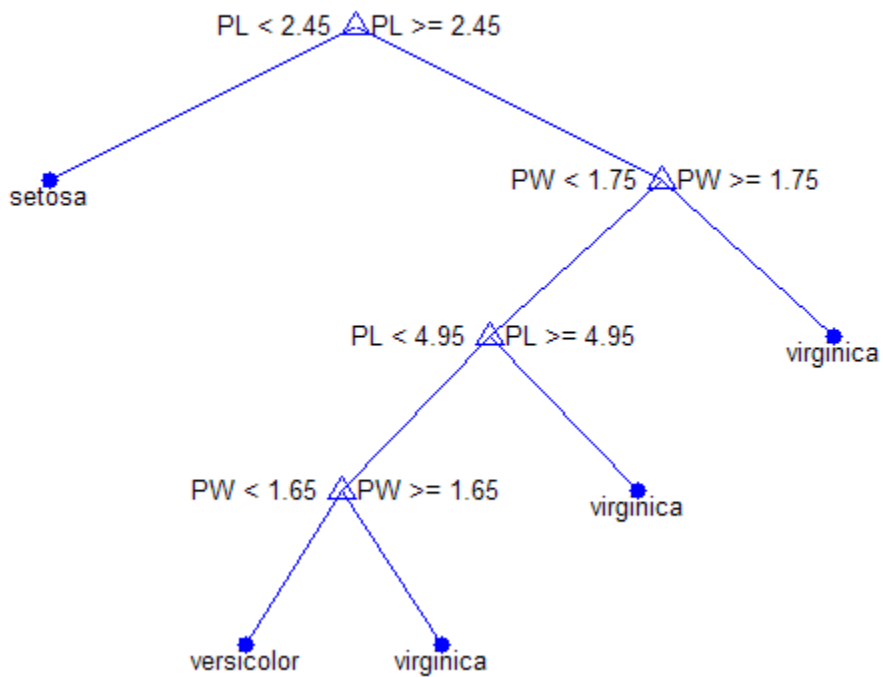 PL < 2.45 PL >= 2.45
setosa
PW < 1.75 PW >= 1.75
PL < 4.95 PL >= 4.95
virginica
PW < 1.65 PW >= 1.65
virginica
versicolor
virginica